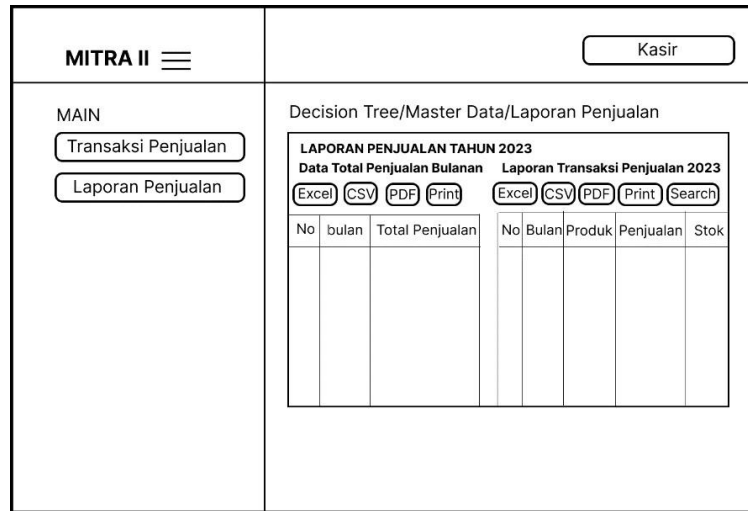 MITRA II
Kasir
MAIN
Transaksi Penjualan
Laporan Penjualan
Decision Tree/Master Data/Laporan Penjualan
LAPORAN PENJUALAN TAHUN 2023
Data Total Penjualan Bulanan Laporan Transaksi Penjualan 2023
Excel CSV PDF Print Excel CSV PDF Print Search
No bulan Total Penjualan No Bulan Produk Penjualan Stok